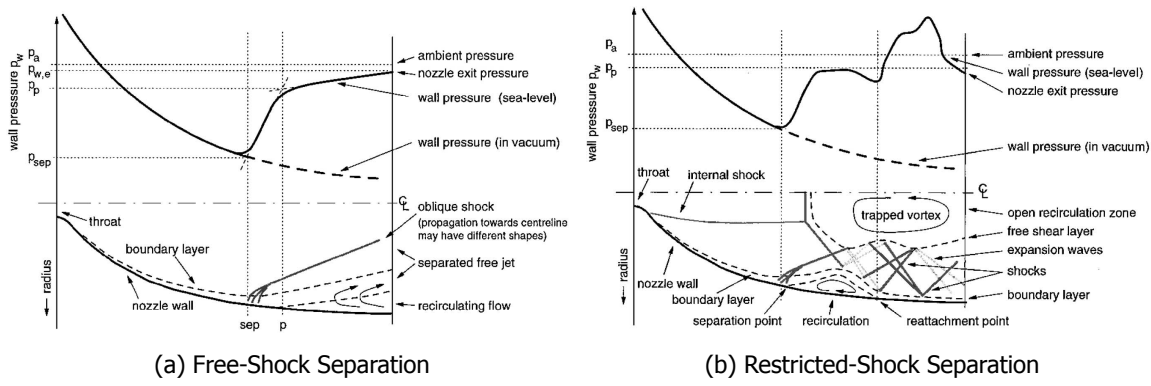 wall pressure p_w
p_a
p_w,e
p_p
p_sep
ambient pressure
nozzle exit pressure
wall pressure (sea-level)
wall pressure (in vacuum)
℄
throat
oblique shock
(propagation towards centreline
may have different shapes)
boundary layer
separated free jet
nozzle wall
recirculating flow
radius
sep
p
(a) Free-Shock Separation
wall presssure p_w
p_a
p_p
p_sep
ambient pressure
wall pressure (sea-level)
nozzle exit pressure
wall pressure (in vacuum)
℄
throat
internal shock
trapped vortex
open recirculation zone
free shear layer
expansion waves
shocks
boundary layer
nozzle wall
boundary layer
separation point
recirculation
reattachment point
radius
(b) Restricted-Shock Separation